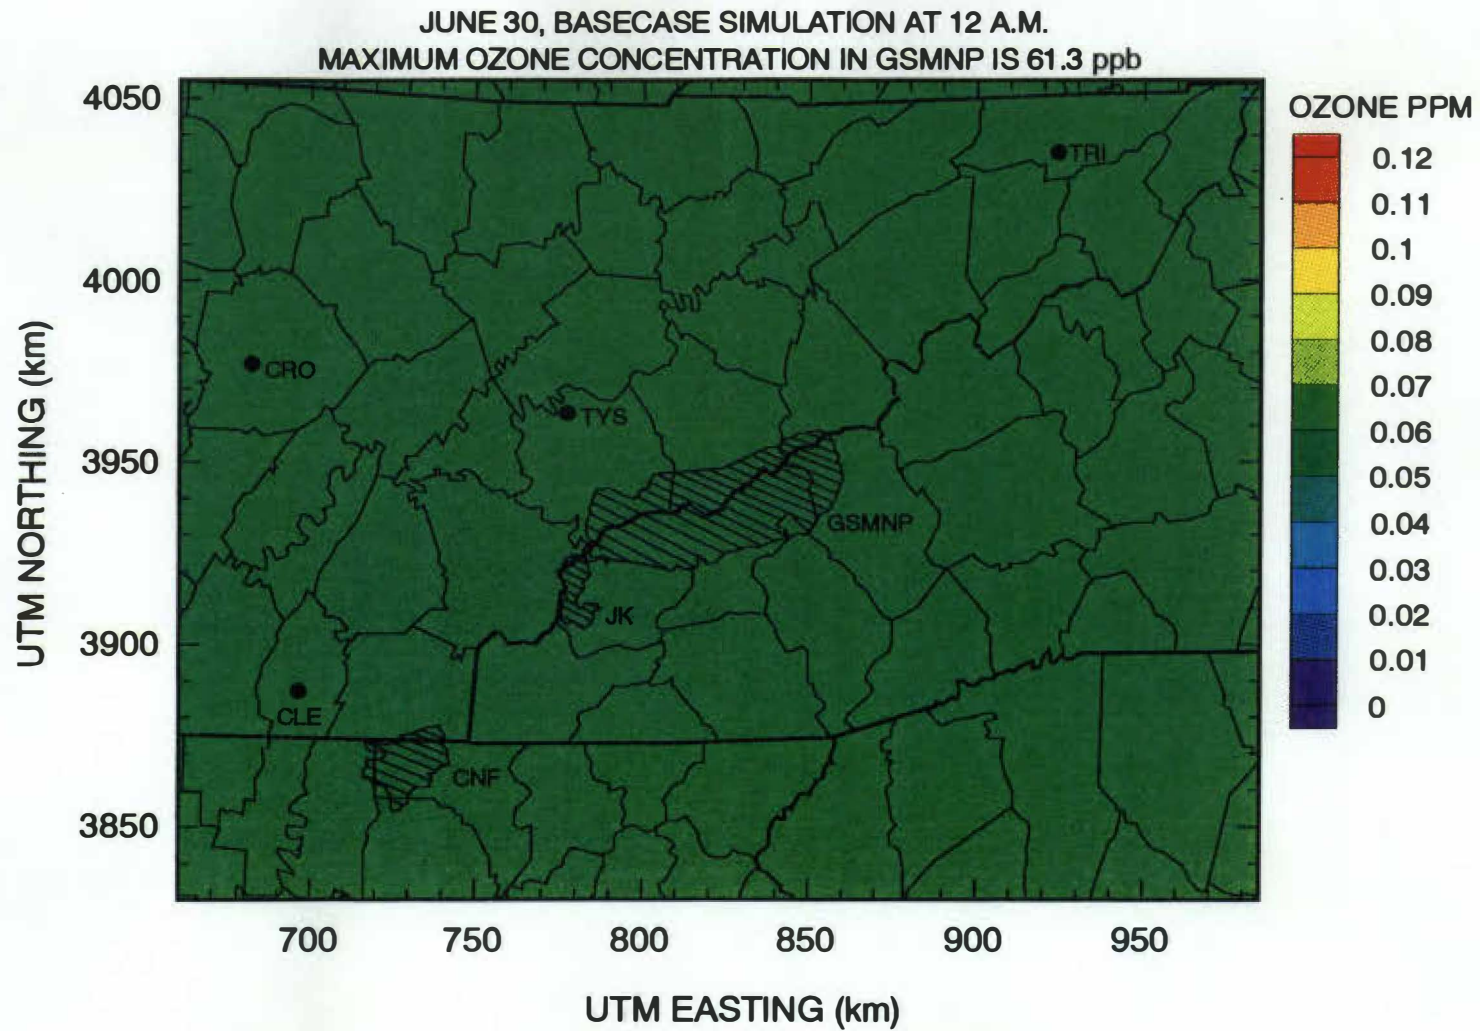 JUNE 30, BASECASE SIMULATION AT 12 A.M.
MAXIMUM OZONE CONCENTRATION IN GSMNP IS 61.3 ppb
OZONE PPM
0.12
0.11
0.1
0.09
0.08
0.07
0.06
0.05
0.04
0.03
0.02
0.01
0
UTM NORTHING (km)
4050
4000
3950
3900
3850
TRI
CRO
TYS
GSMNP
JK
CLE
CNF
700
750
800
850
900
950
UTM EASTING (km)